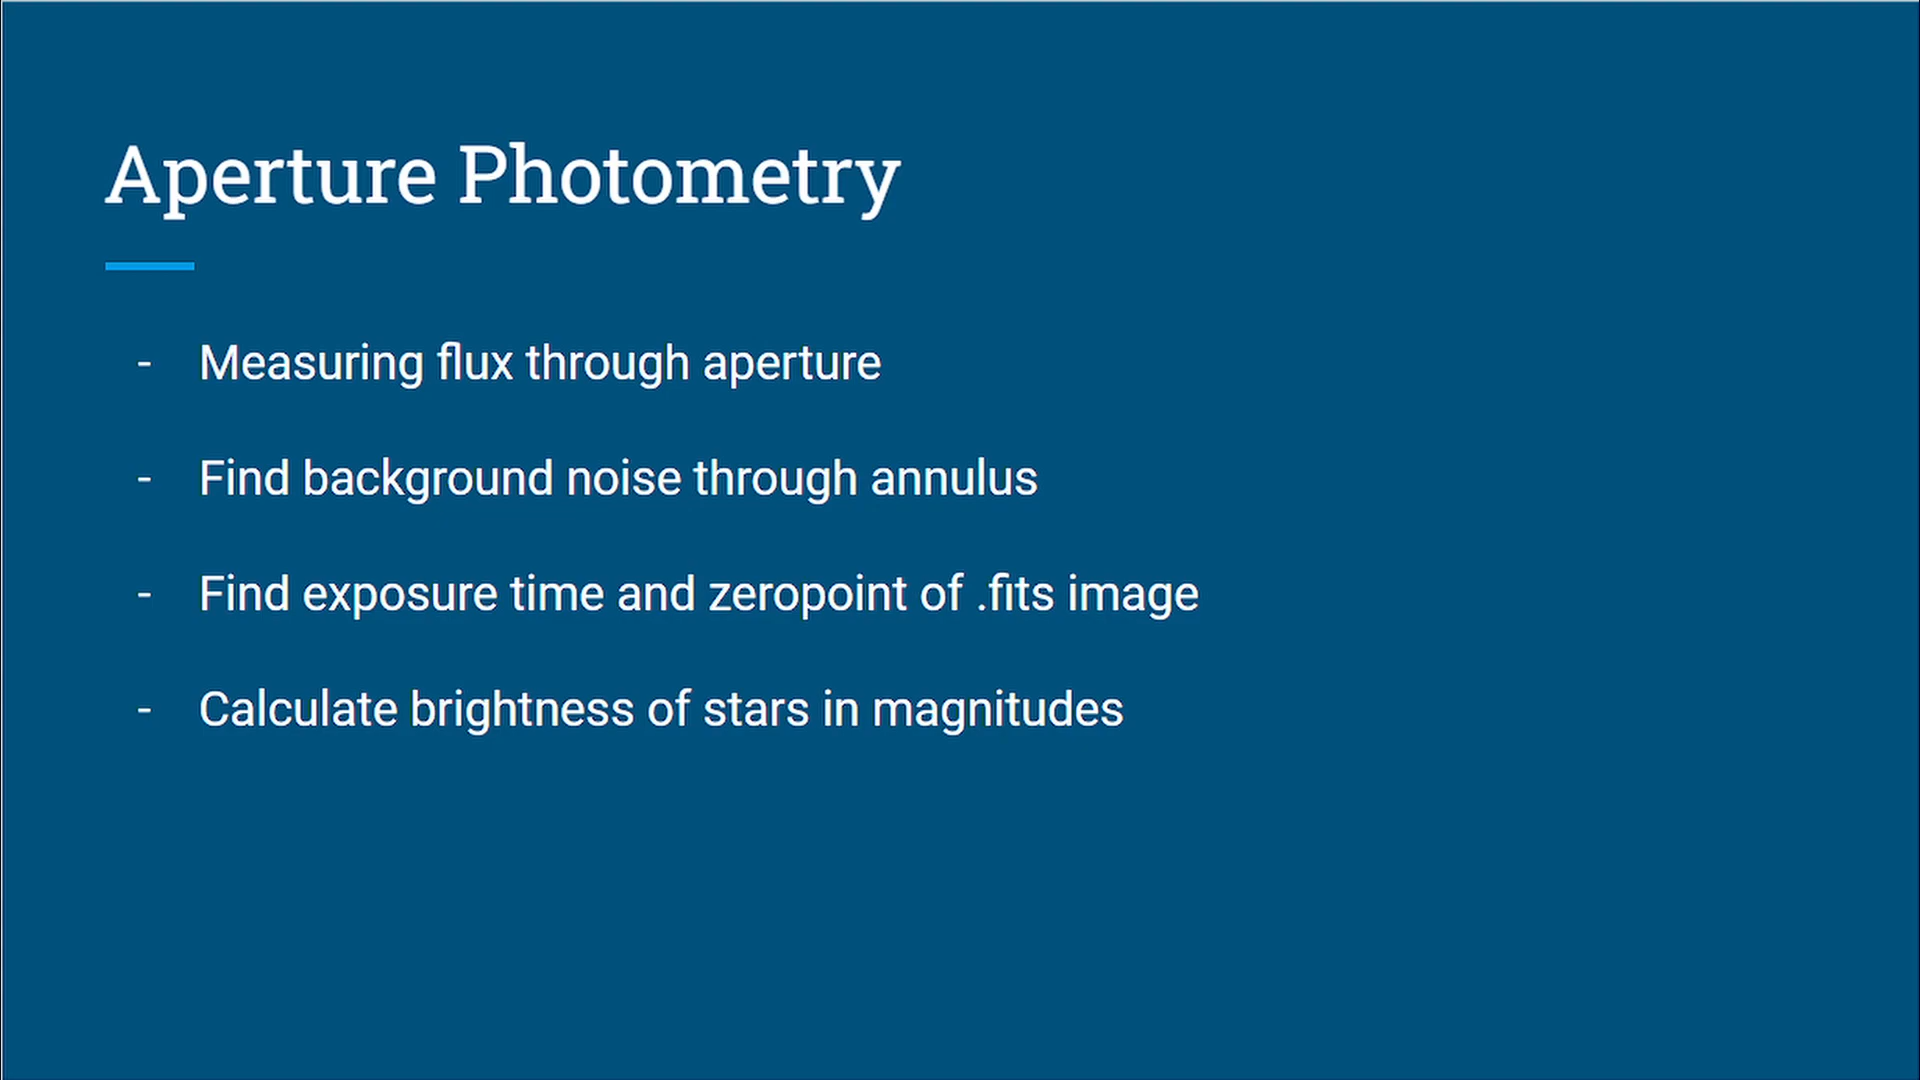 Aperture Photometry
- Measuring flux through aperture
- Find background noise through annulus
- Find exposure time and zeropoint of .fits image
- Calculate brightness of stars in magnitudes